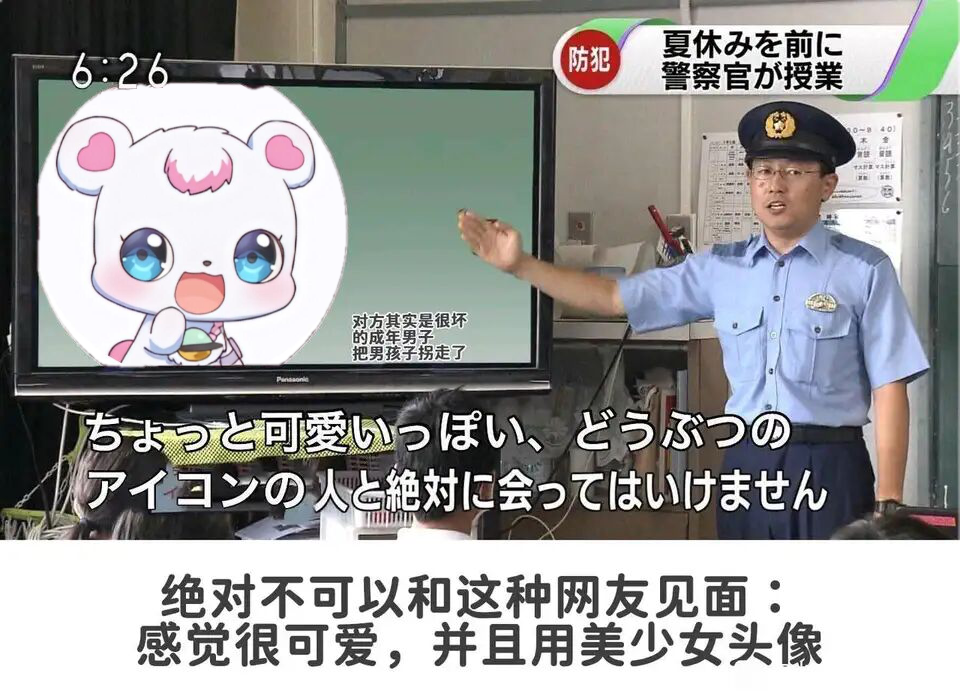 6:26
防犯
夏休みを前に
警察官が授業
対方其实是很坏
的成年男子
把男孩子拐走了
Panasonic
ちょっと可愛いっぽい、どうぶつの
アイコンの人と絶対に会ってはいけません
绝对不可以和这种网友见面：
感觉很可爱，并且用美少女头像